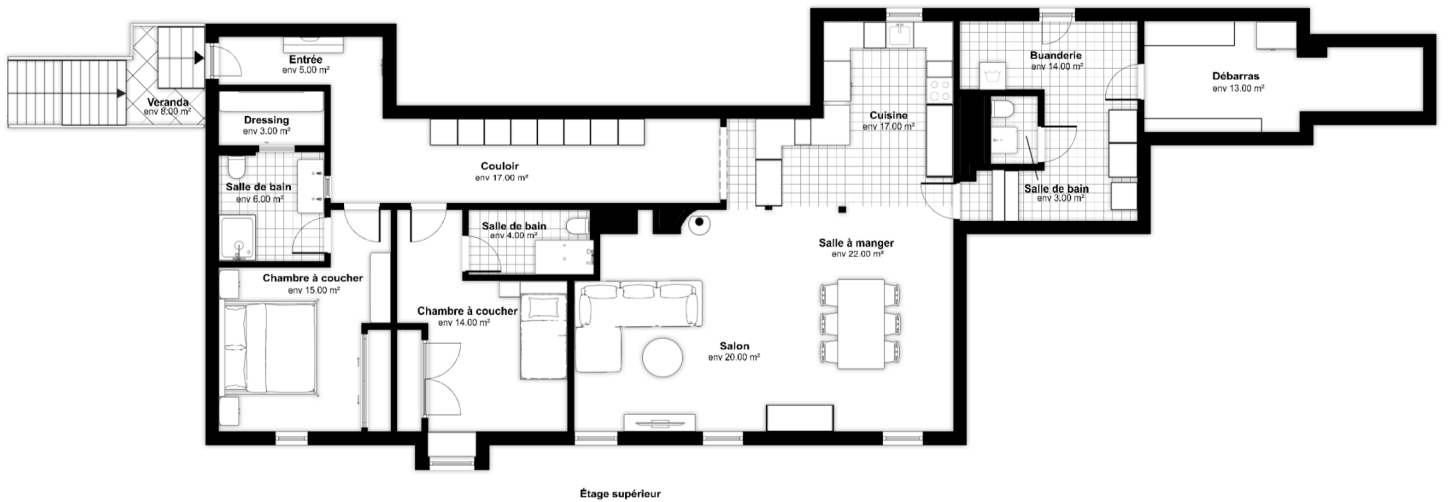 Entrée
env 5.00 m²
Veranda
env 8.00 m²
Dressing
env 3.00 m²
Salle de bain
env 6.00 m²
Couloir
env 17.00 m²
Cuisine
env 17.00 m²
Buanderie
env 14.00 m²
Débarras
env 13.00 m²
Salle de bain
env 3.00 m²
Salle de bain
env 4.00 m²
Salle à manger
env 22.00 m²
Chambre à coucher
env 15.00 m²
Chambre à coucher
env 14.00 m²
Salon
env 20.00 m²
Étage supérieur